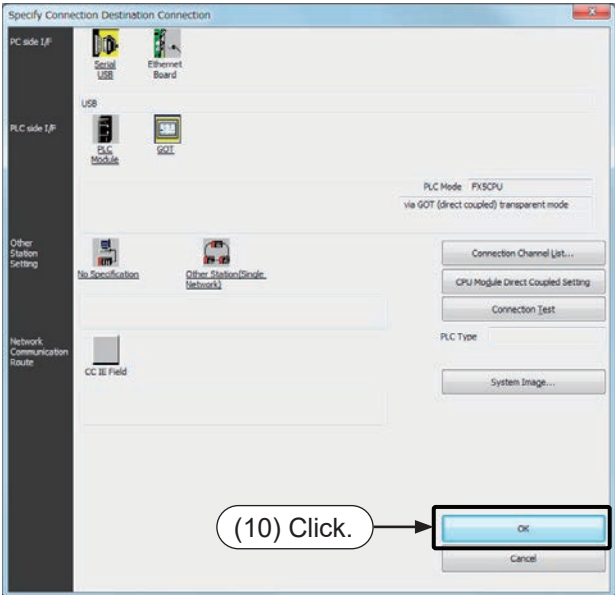 Specify Connection Destination Connection
PC side I/F
Serial
USB
Ethernet
Board
USB
PLC side I/F
PLC
Module
GOT
PLC Mode FX5CPU
via GOT (direct coupled) transparent mode
Other
Station
Setting
No Specification
Other Station(Single
Network)
Connection Channel List...
CPU Module Direct Coupled Setting
Connection Test
PLC Type
Network
Communication
Route
CC IE Field
System Image...
(10) Click.
OK
Cancel